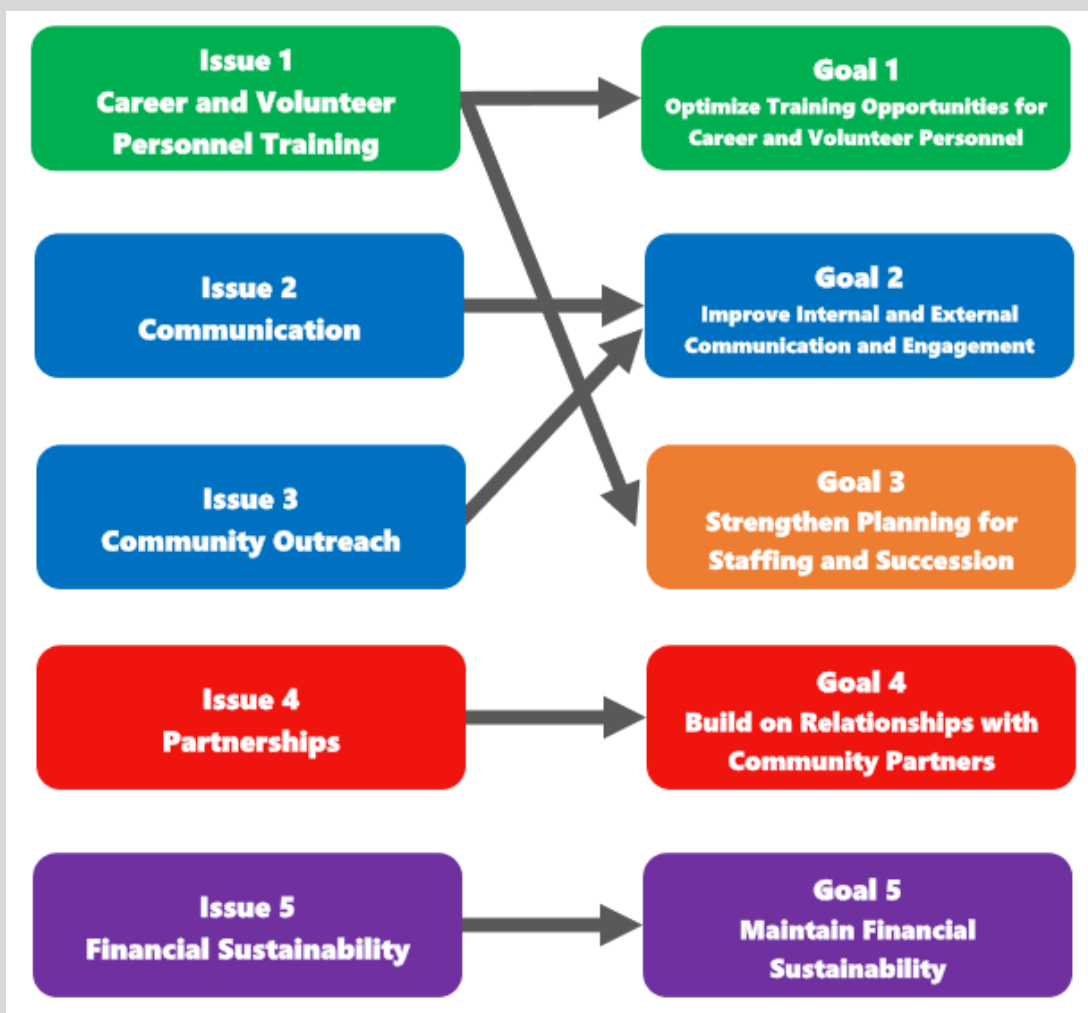 Issue 1
Career and Volunteer
Personnel Training
Goal 1
Optimize Training Opportunities for
Career and Volunteer Personnel
Issue 2
Communication
Goal 2
Improve Internal and External
Communication and Engagement
Issue 3
Community Outreach
Goal 3
Strengthen Planning for
Staffing and Succession
Issue 4
Partnerships
Goal 4
Build on Relationships with
Community Partners
Issue 5
Financial Sustainability
Goal 5
Maintain Financial
Sustainability